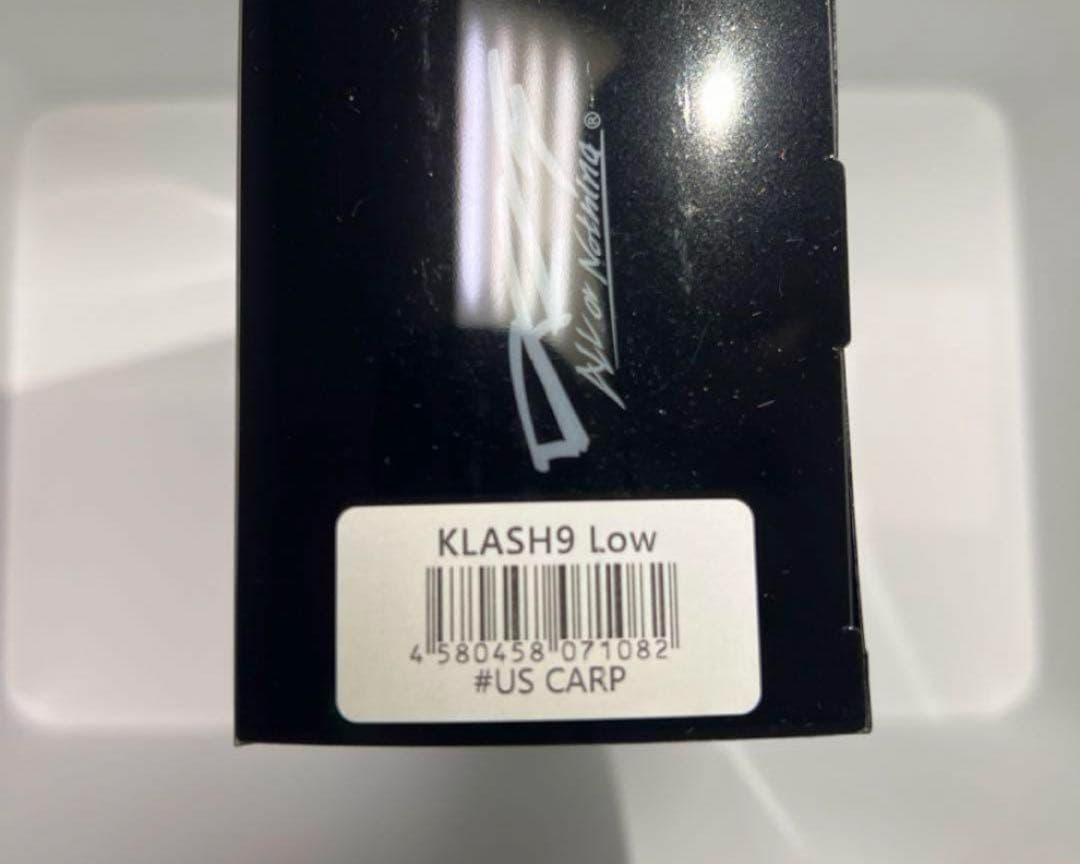 All or Nothing®
KLASH9 Low
4 580458 071082
#US CARP